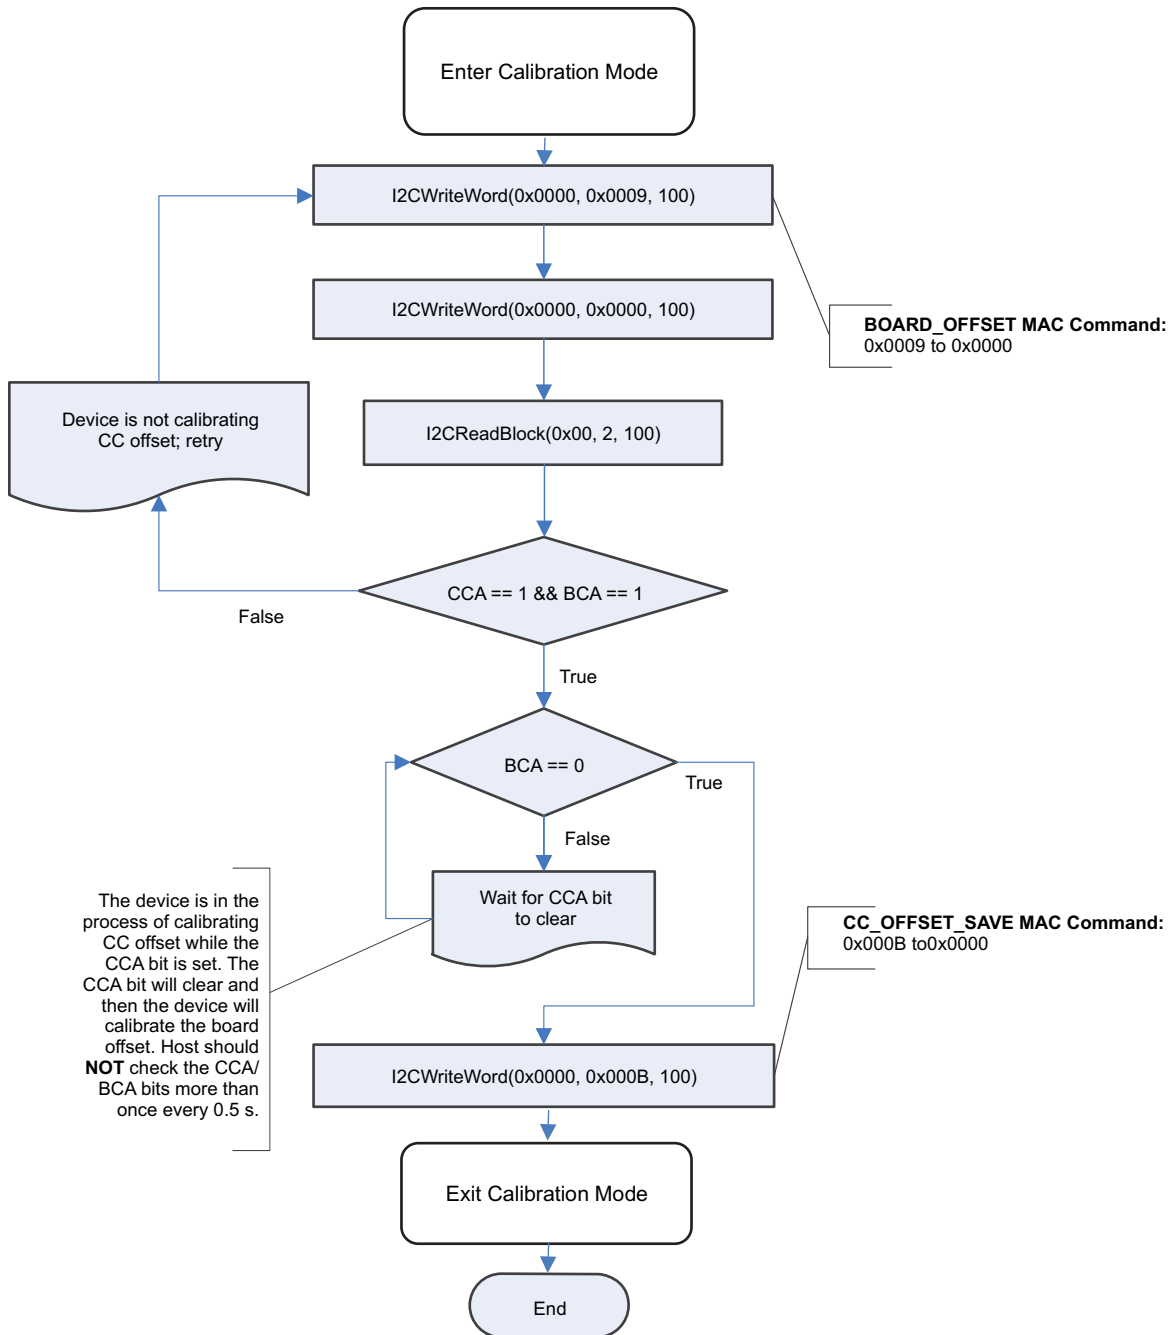 Enter Calibration Mode
I2CWriteWord(0x0000, 0x0009, 100)
I2CWriteWord(0x0000, 0x0000, 100)
BOARD_OFFSET MAC Command:
0x0009 to 0x0000
Device is not calibrating
CC offset; retry
I2CReadBlock(0x00, 2, 100)
CCA == 1 && BCA == 1
False
True
BCA == 0
True
False
Wait for CCA bit
to clear
The device is in the
process of calibrating
CC offset while the
CCA bit is set. The
CCA bit will clear and
then the device will
calibrate the board
offset. Host should
NOT check the CCA/
BCA bits more than
once every 0.5 s.
CC_OFFSET_SAVE MAC Command:
0x000B to0x0000
I2CWriteWord(0x0000, 0x000B, 100)
Exit Calibration Mode
End